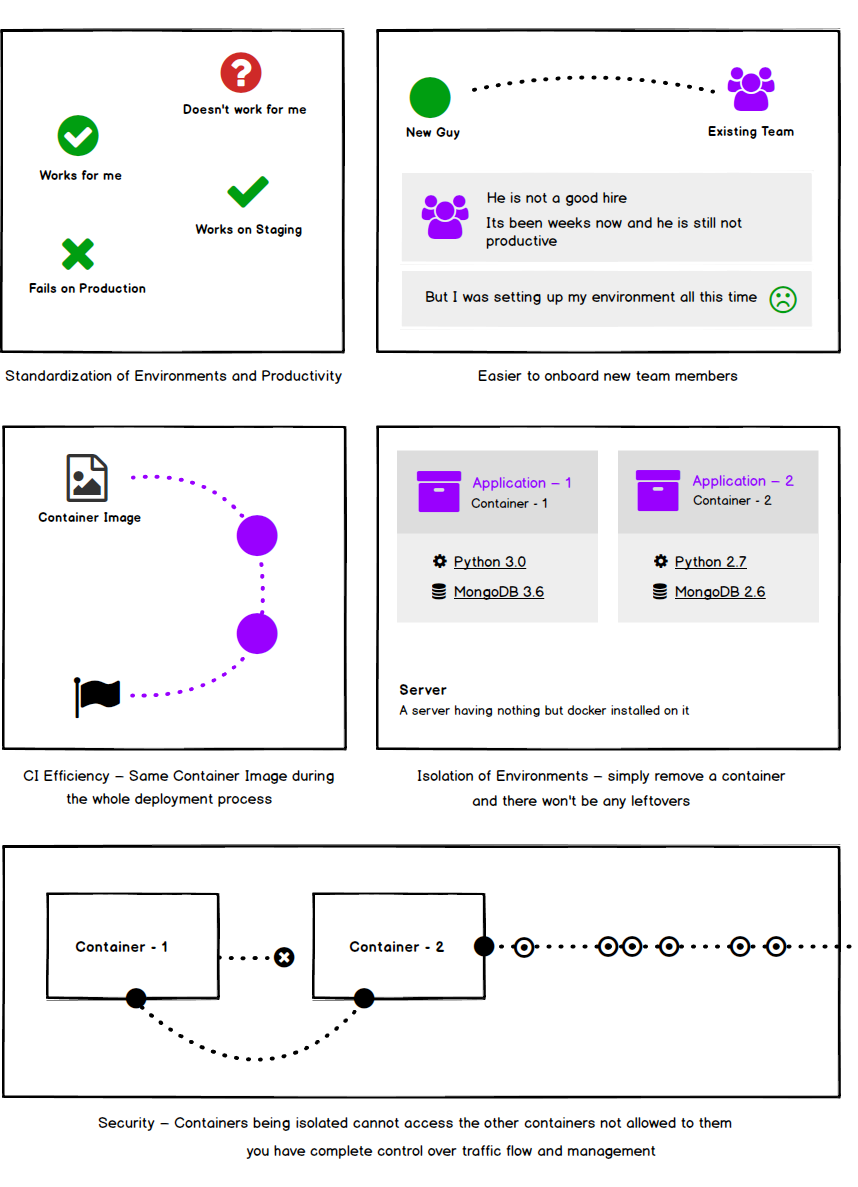 Doesn't work for me
Works for me
Works on Staging
Fails on Production
Standardization of Environments and Productivity
New Guy
Existing Team
He is not a good hire
Its been weeks now and he is still not
productive
But I was setting up my environment all this time
Easier to onboard new team members
Container Image
CI Efficiency – Same Container Image during
the whole deployment process
Application – 1
Container - 1
Python 3.0
MongoDB 3.6
Application – 2
Container - 2
Python 2.7
MongoDB 2.6
Server
A server having nothing but docker installed on it
Isolation of Environments – simply remove a container
and there won't be any leftovers
Container - 1
Container - 2
Security – Containers being isolated cannot access the other containers not allowed to them
you have complete control over traffic flow and management